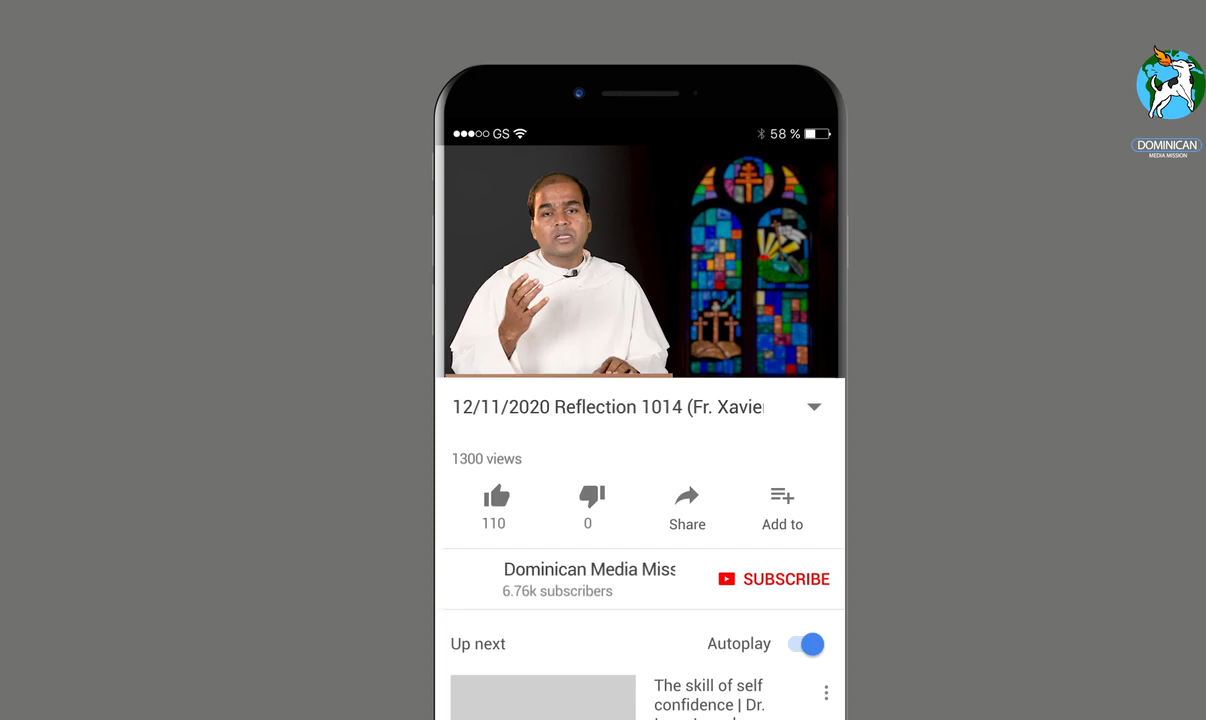 GS
58 %
DOMINICAN
MEDIA MISSION
12/11/2020 Reflection 1014 (Fr. Xavie
1300 views
110
0
Share
Add to
Dominican Media Miss
6.76k subscribers
SUBSCRIBE
Up next
Autoplay
The skill of self
confidence | Dr.